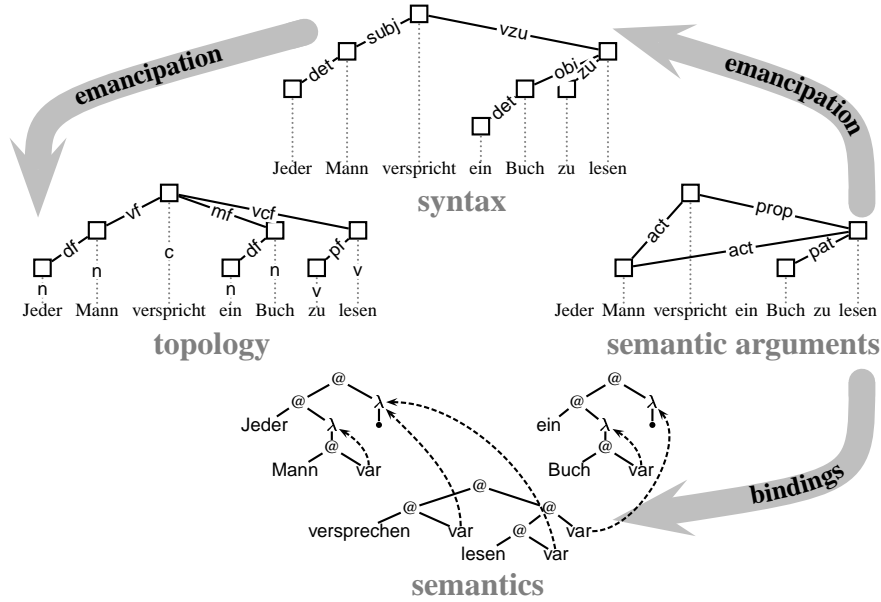 subj vzu
det obj zu
det
emancipation
emancipation
Jeder Mann verspricht ein Buch zu lesen
syntax
vf mf vcf
df df pf
n n c n n v v
Jeder Mann verspricht ein Buch zu lesen
topology
act prop
act pat
Jeder Mann verspricht ein Buch zu lesen
semantic arguments
@ @
@ λ @ λ
Jeder λ ein λ
@ @
Mann var Buch var
bindings
@
@ @
versprechen var @ var
lesen var
semantics